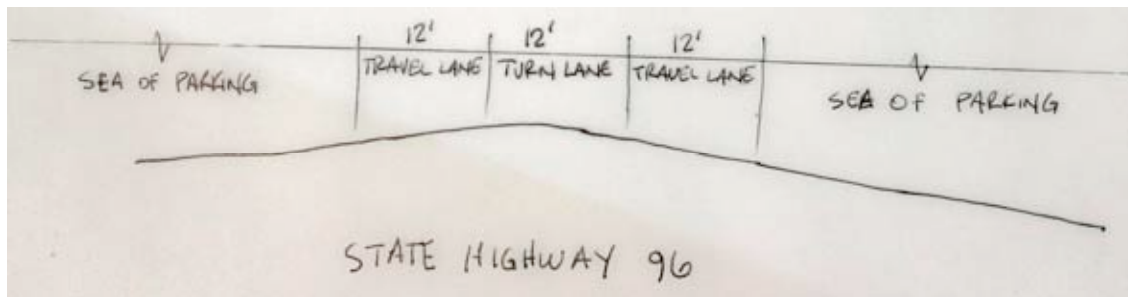 12' 12' 12'
SEA OF PARKING TRAVEL LANE TURN LANE TRAVEL LANE SEA OF PARKING
STATE HIGHWAY 96